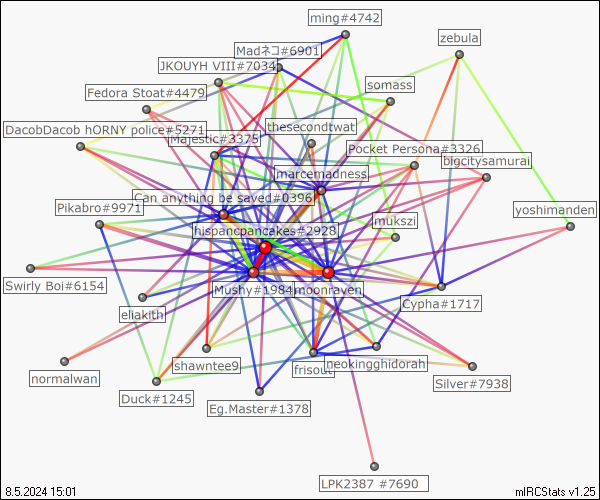 ming#4742
zebula
Madネコ#6901
JKOUYH VIII#7034
somass
Fedora Stoat#4479
thesecondtwat
DacobDacob hORNY police#5271
Majestic#3375
Pocket Persona#3326
bigcitysamurai
marcemadness
Can anything be saved#0396
Pikabro#9971
yoshimanden
mukszi
hispancpancakes#2928
Swirly Boi#6154
Mushy#1984
moonraven
Cypha#1717
eliakith
shawntee9
frisout
neokingghidorah
normalwan
Silver#7938
Duck#1245
Eg.Master#1378
LPK2387 #7690
8.5.2024 15:01
mIRCStats v1.25